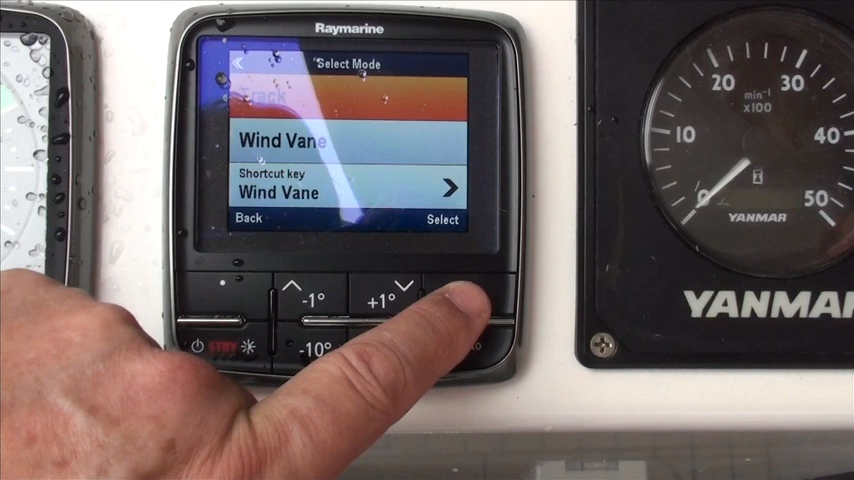 Raymarine
Select Mode
Track
Wind Vane
Shortcut key
Wind Vane
Back
Select
-1°
+1°
STBY
-10°
min⁻¹
x100
0
10
20
30
40
50
YANMAR
YANMAR